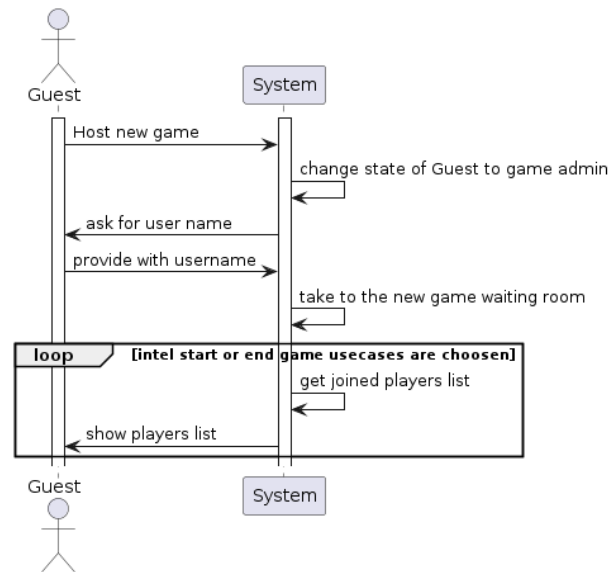 Guest
System
Host new game
change state of Guest to game admin
ask for user name
provide with username
take to the new game waiting room
loop [intel start or end game usecases are choosen]
get joined players list
show players list
Guest
System